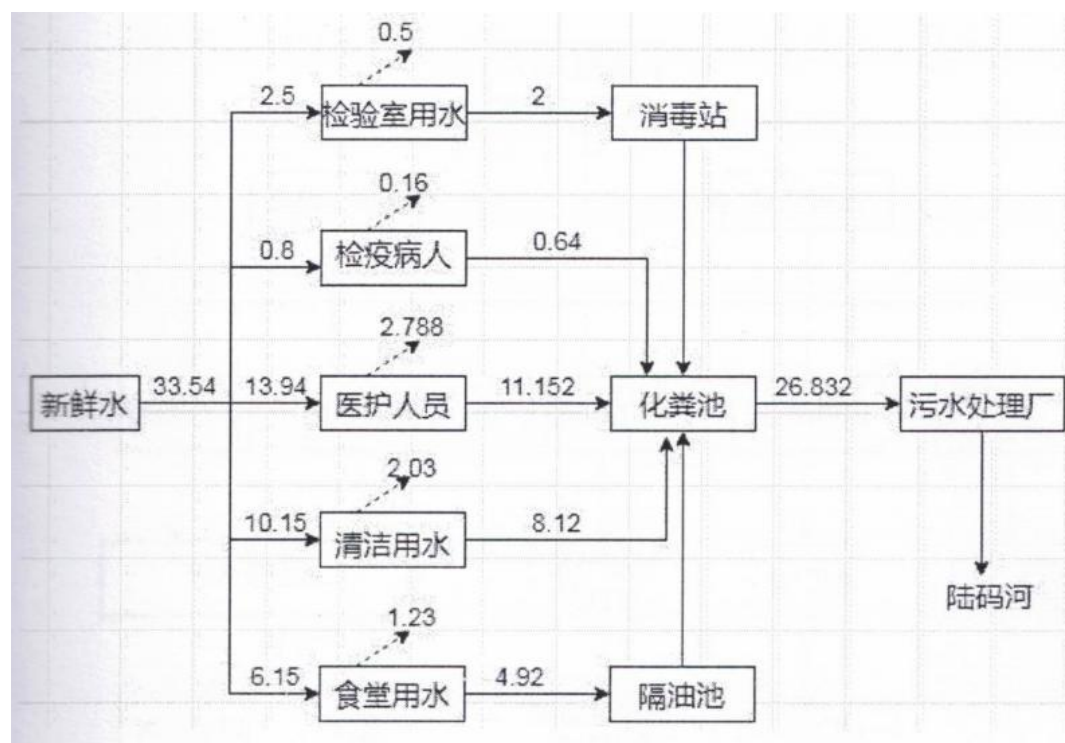 0.5
2.5
检验室用水
2
消毒站
0.16
0.8
检疫病人
0.64
2.788
新鲜水
33.54
13.94
医护人员
11.152
化粪池
26.832
污水处理厂
2.03
10.15
清洁用水
8.12
陆码河
1.23
6.15
食堂用水
4.92
隔油池